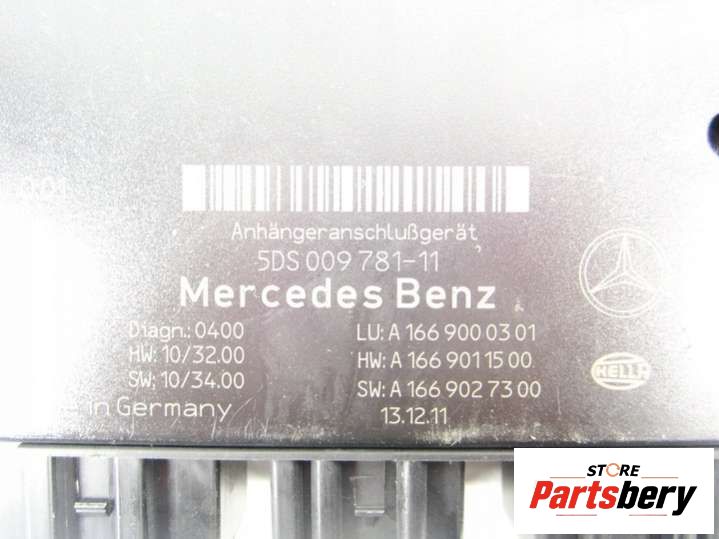 0.01
Anhängeranschlußgerät
5DS 009 781-11
Mercedes Benz
Diagn.: 0400
LU: A 166 900 03 01
HW: 10/32.00
HW: A 166 901 15 00
SW: 10/34.00
SW: A 166 902 73 00
in Germany
13.12.11
HELLA
STORE
Partsbery